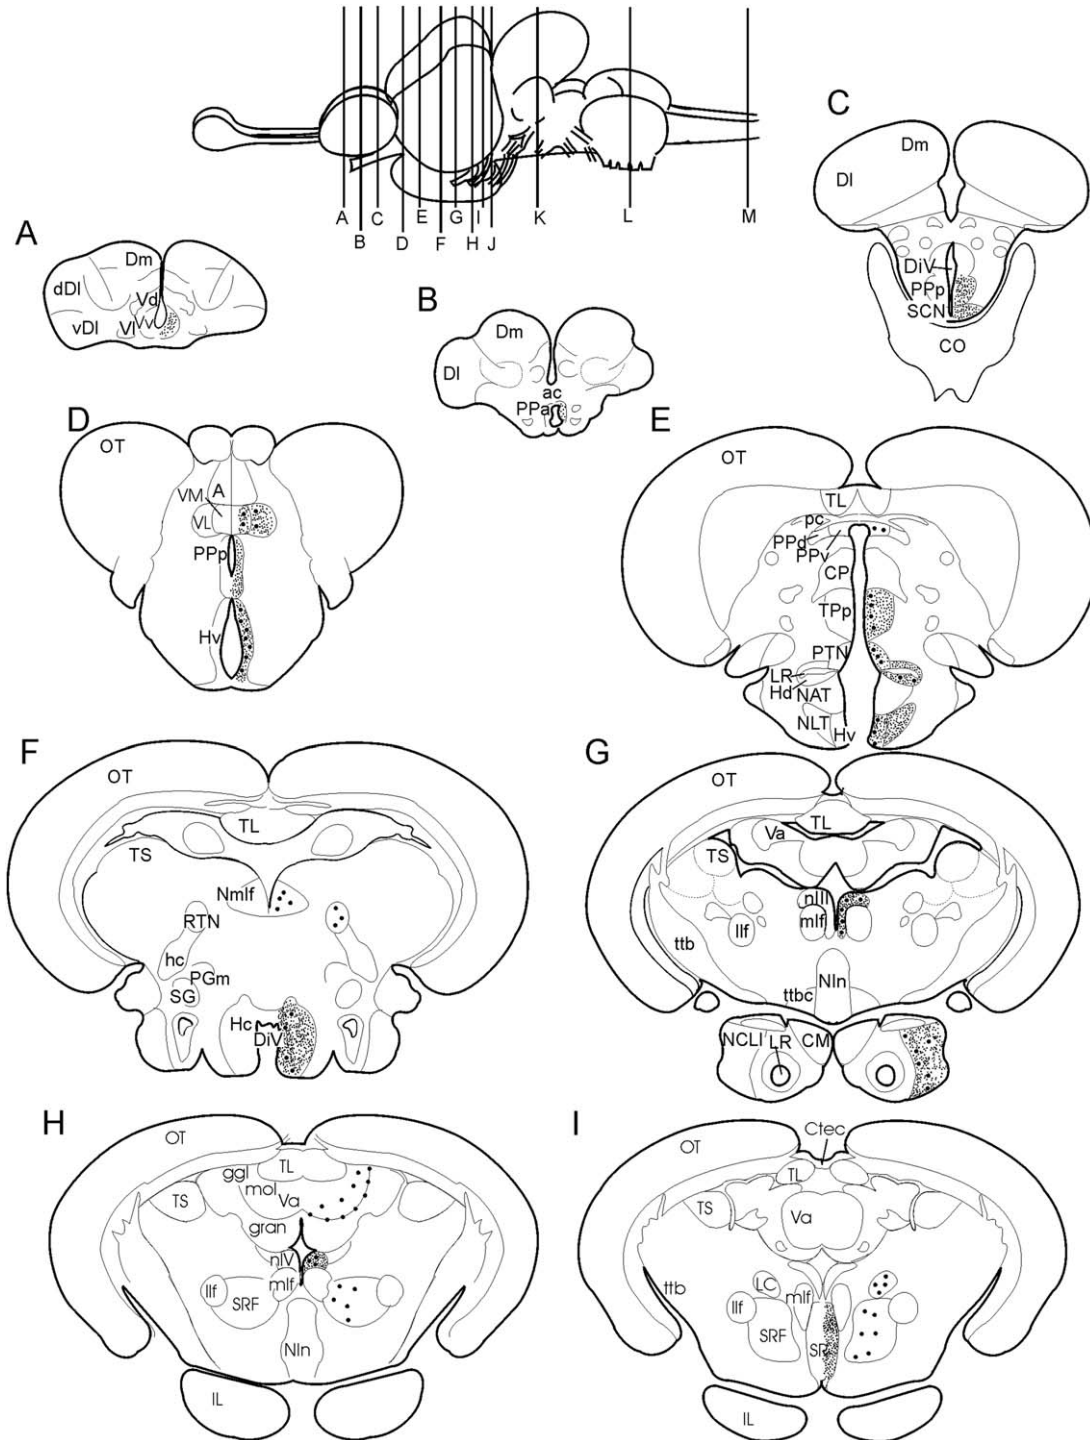 A
B
C
D
E
F
G
H
I
J
K
L
M
A
Dm
dDl
Vd
Vv
vDl
Vl
B
Dm
Dl
ac
PPa
C
Dm
Dl
DiV
PPp
SCN
CO
D
OT
A
VM
VL
PPp
Hv
E
OT
TL
pc
PPd
PPv
CP
TPp
PTN
LR
Hd
NAT
NLT
Hv
F
OT
TL
TS
Nmlf
RTN
hc
PGm
SG
Hc
DiV
G
OT
TL
Va
TS
nIII
mlf
llf
ttb
NIn
ttbc
NCLI LR CM
H
OT
TL
ggl
mol
TS
Va
gran
nIV
mlf
llf
SRF
NIn
IL
I
Ctec
OT
TL
TS
Va
LC
ttb
mlf
llf
SRF
SR
IL